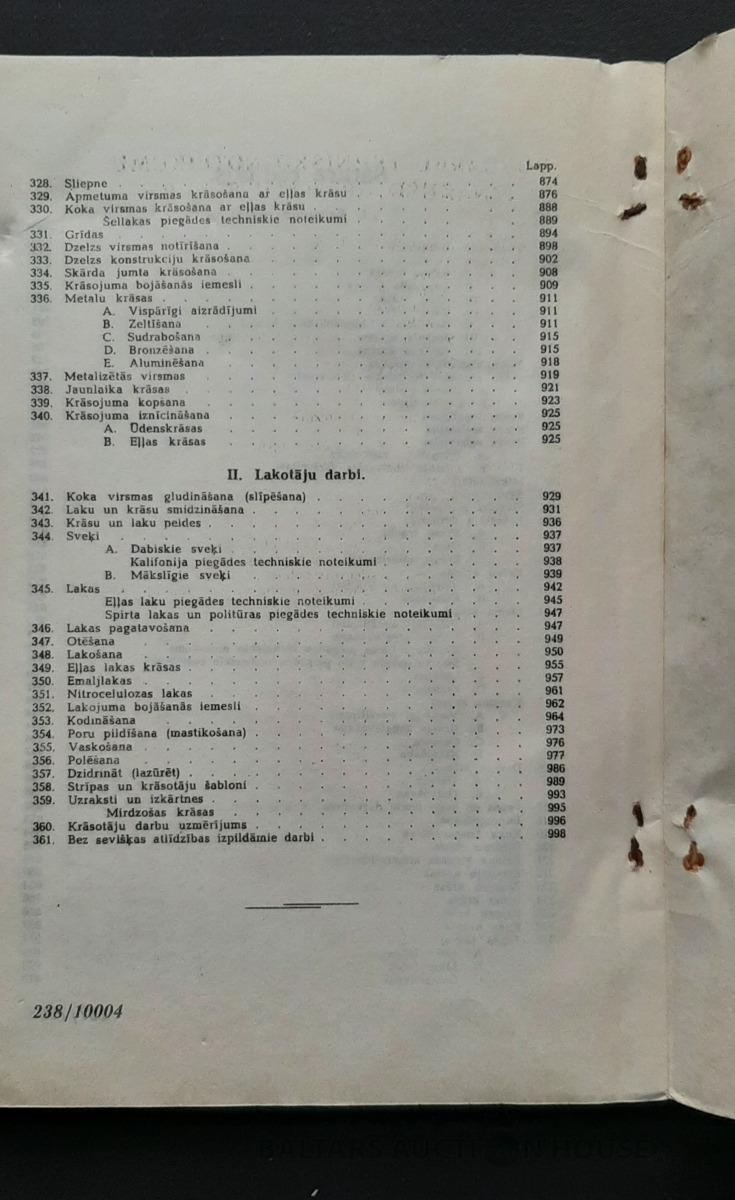 Lapp.
328. Sliepne 874
329. Apmetuma virsmas krāsošana ar eļļas krāsu 876
330. Koka virsmas krāsošana ar eļļas krāsu 888
Šellakas piegādes techniskie noteikumi 889
331. Grīdas 894
332. Dzelzs virsmas notīrīšana 898
333. Dzelzs konstrukciju krāsošana 902
334. Skārda jumta krāsošana 908
335. Krāsojuma bojāšanās iemesli 909
336. Metalu krāsas 911
A. Vispārīgi aizrādījumi 911
B. Zeltīšana 911
C. Sudrabošana 915
D. Bronzēšana 915
E. Aluminēšana 918
337. Metalizētās virsmas 919
338. Jaunlaika krāsas 921
339. Krāsojuma kopšana 923
340. Krāsojuma iznīcināšana 925
A. Ūdenskrāsas 925
B. Eļļas krāsas 925
II. Lakotāju darbi.
341. Koka virsmas gludināšana (slīpēšana) 929
342. Laku un krāsu smidzināšana 931
343. Krāsu un laku peides 936
344. Sveķi 937
A. Dabiskie sveķi 937
Kalifonija piegādes techniskie noteikumi 938
B. Mākslīgie sveķi 939
345. Lakas 942
Eļļas laku piegādes techniskie noteikumi 945
Spirta lakas un politūras piegādes techniskie noteikumi 947
346. Lakas pagatavošana 947
347. Otēšana 949
348. Lakošana 950
349. Eļļas lakas krāsas 955
350. Emaljlakas 957
351. Nitrocelulozas lakas 961
352. Lakojuma bojāšanās iemesli 962
353. Kodināšana 964
354. Poru pildīšana (mastikošana) 973
355. Vaskošana 976
356. Polēšana 977
357. Dzidrināt (lazūrēt) 986
358. Strīpas un krāsotāju šabloni 989
359. Uzraksti un izkārtnes 993
Mirdzošas krāsas 995
360. Krāsotāju darbu uzmērījums 996
361. Bez sevišķas atlīdzības izpildāmie darbi 998
238/10004
BALTARS AUCTION HOUSE